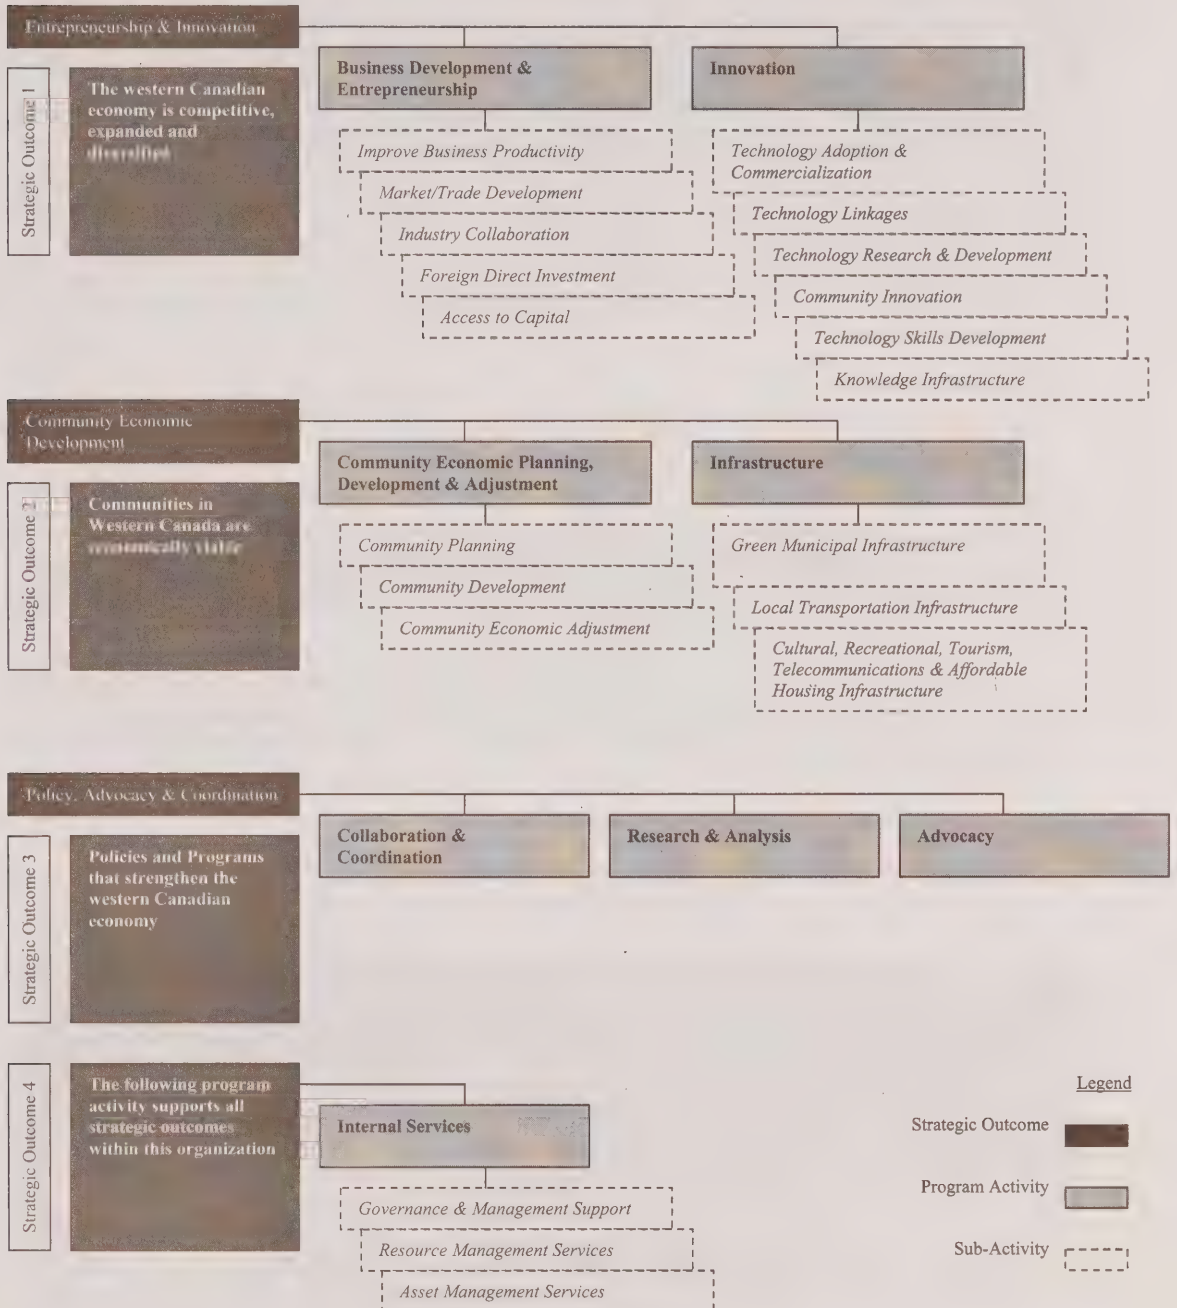 Entrepreneurship & Innovation
Strategic Outcome 1
The western Canadian
economy is competitive,
expanded and
diversified
Business Development &
Entrepreneurship
Improve Business Productivity
Market/Trade Development
Industry Collaboration
Foreign Direct Investment
Access to Capital
Innovation
Technology Adoption &
Commercialization
Technology Linkages
Technology Research & Development
Community Innovation
Technology Skills Development
Knowledge Infrastructure
Community Economic
Development
Strategic Outcome 2
Communities in
Western Canada are
economically viable
Community Economic Planning,
Development & Adjustment
Community Planning
Community Development
Community Economic Adjustment
Infrastructure
Green Municipal Infrastructure
Local Transportation Infrastructure
Cultural, Recreational, Tourism,
Telecommunications & Affordable
Housing Infrastructure
Policy, Advocacy & Coordination
Strategic Outcome 3
Policies and Programs
that strengthen the
western Canadian
economy
Collaboration &
Coordination
Research & Analysis
Advocacy
Strategic Outcome 4
The following program
activity supports all
strategic outcomes
within this organization
Internal Services
Governance & Management Support
Resource Management Services
Asset Management Services
Legend
Strategic Outcome
Program Activity
Sub-Activity